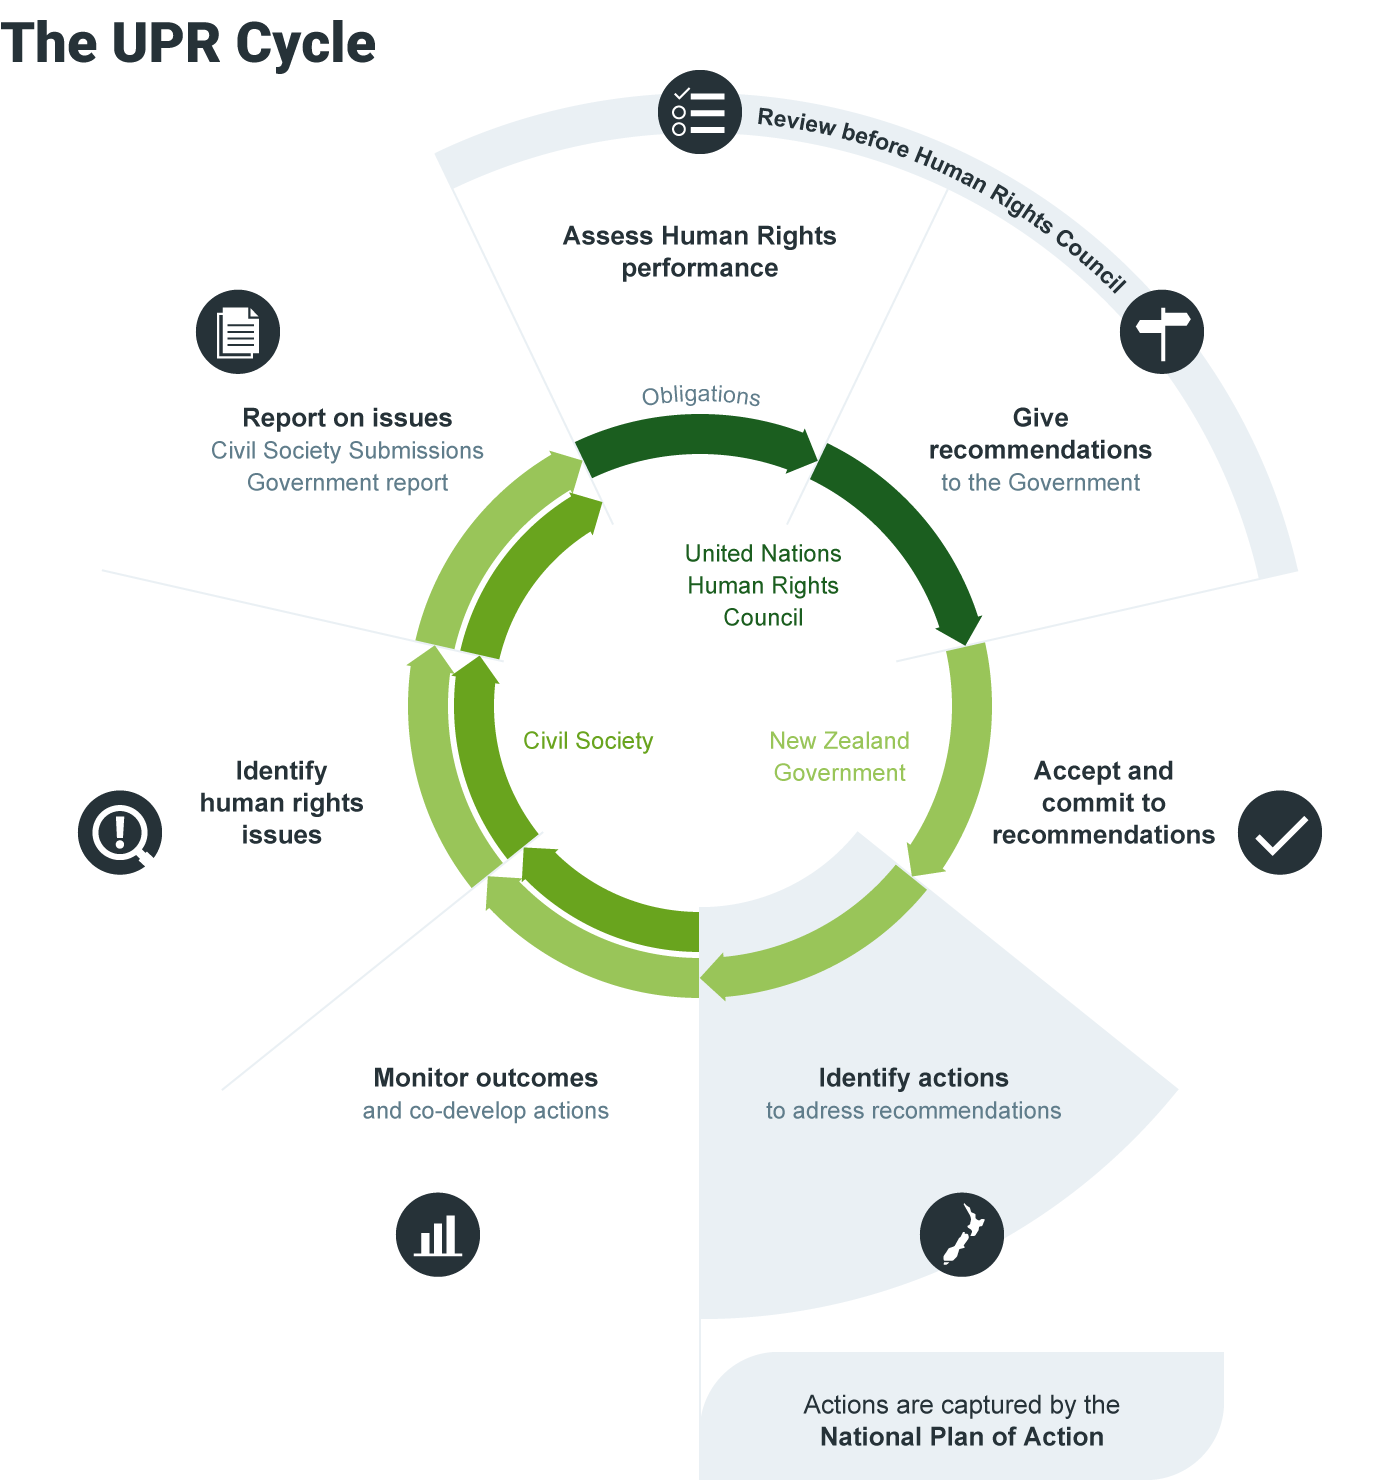 The UPR Cycle
Review before Human Rights Council
Assess Human Rights
performance
Obligations
Give
recommendations
to the Government
Report on issues
Civil Society Submissions
Government report
United Nations
Human Rights
Council
Civil Society
New Zealand
Government
Accept and
commit to
recommendations
Identify
human rights
issues
Monitor outcomes
and co-develop actions
Identify actions
to adress recommendations
Actions are captured by the
National Plan of Action